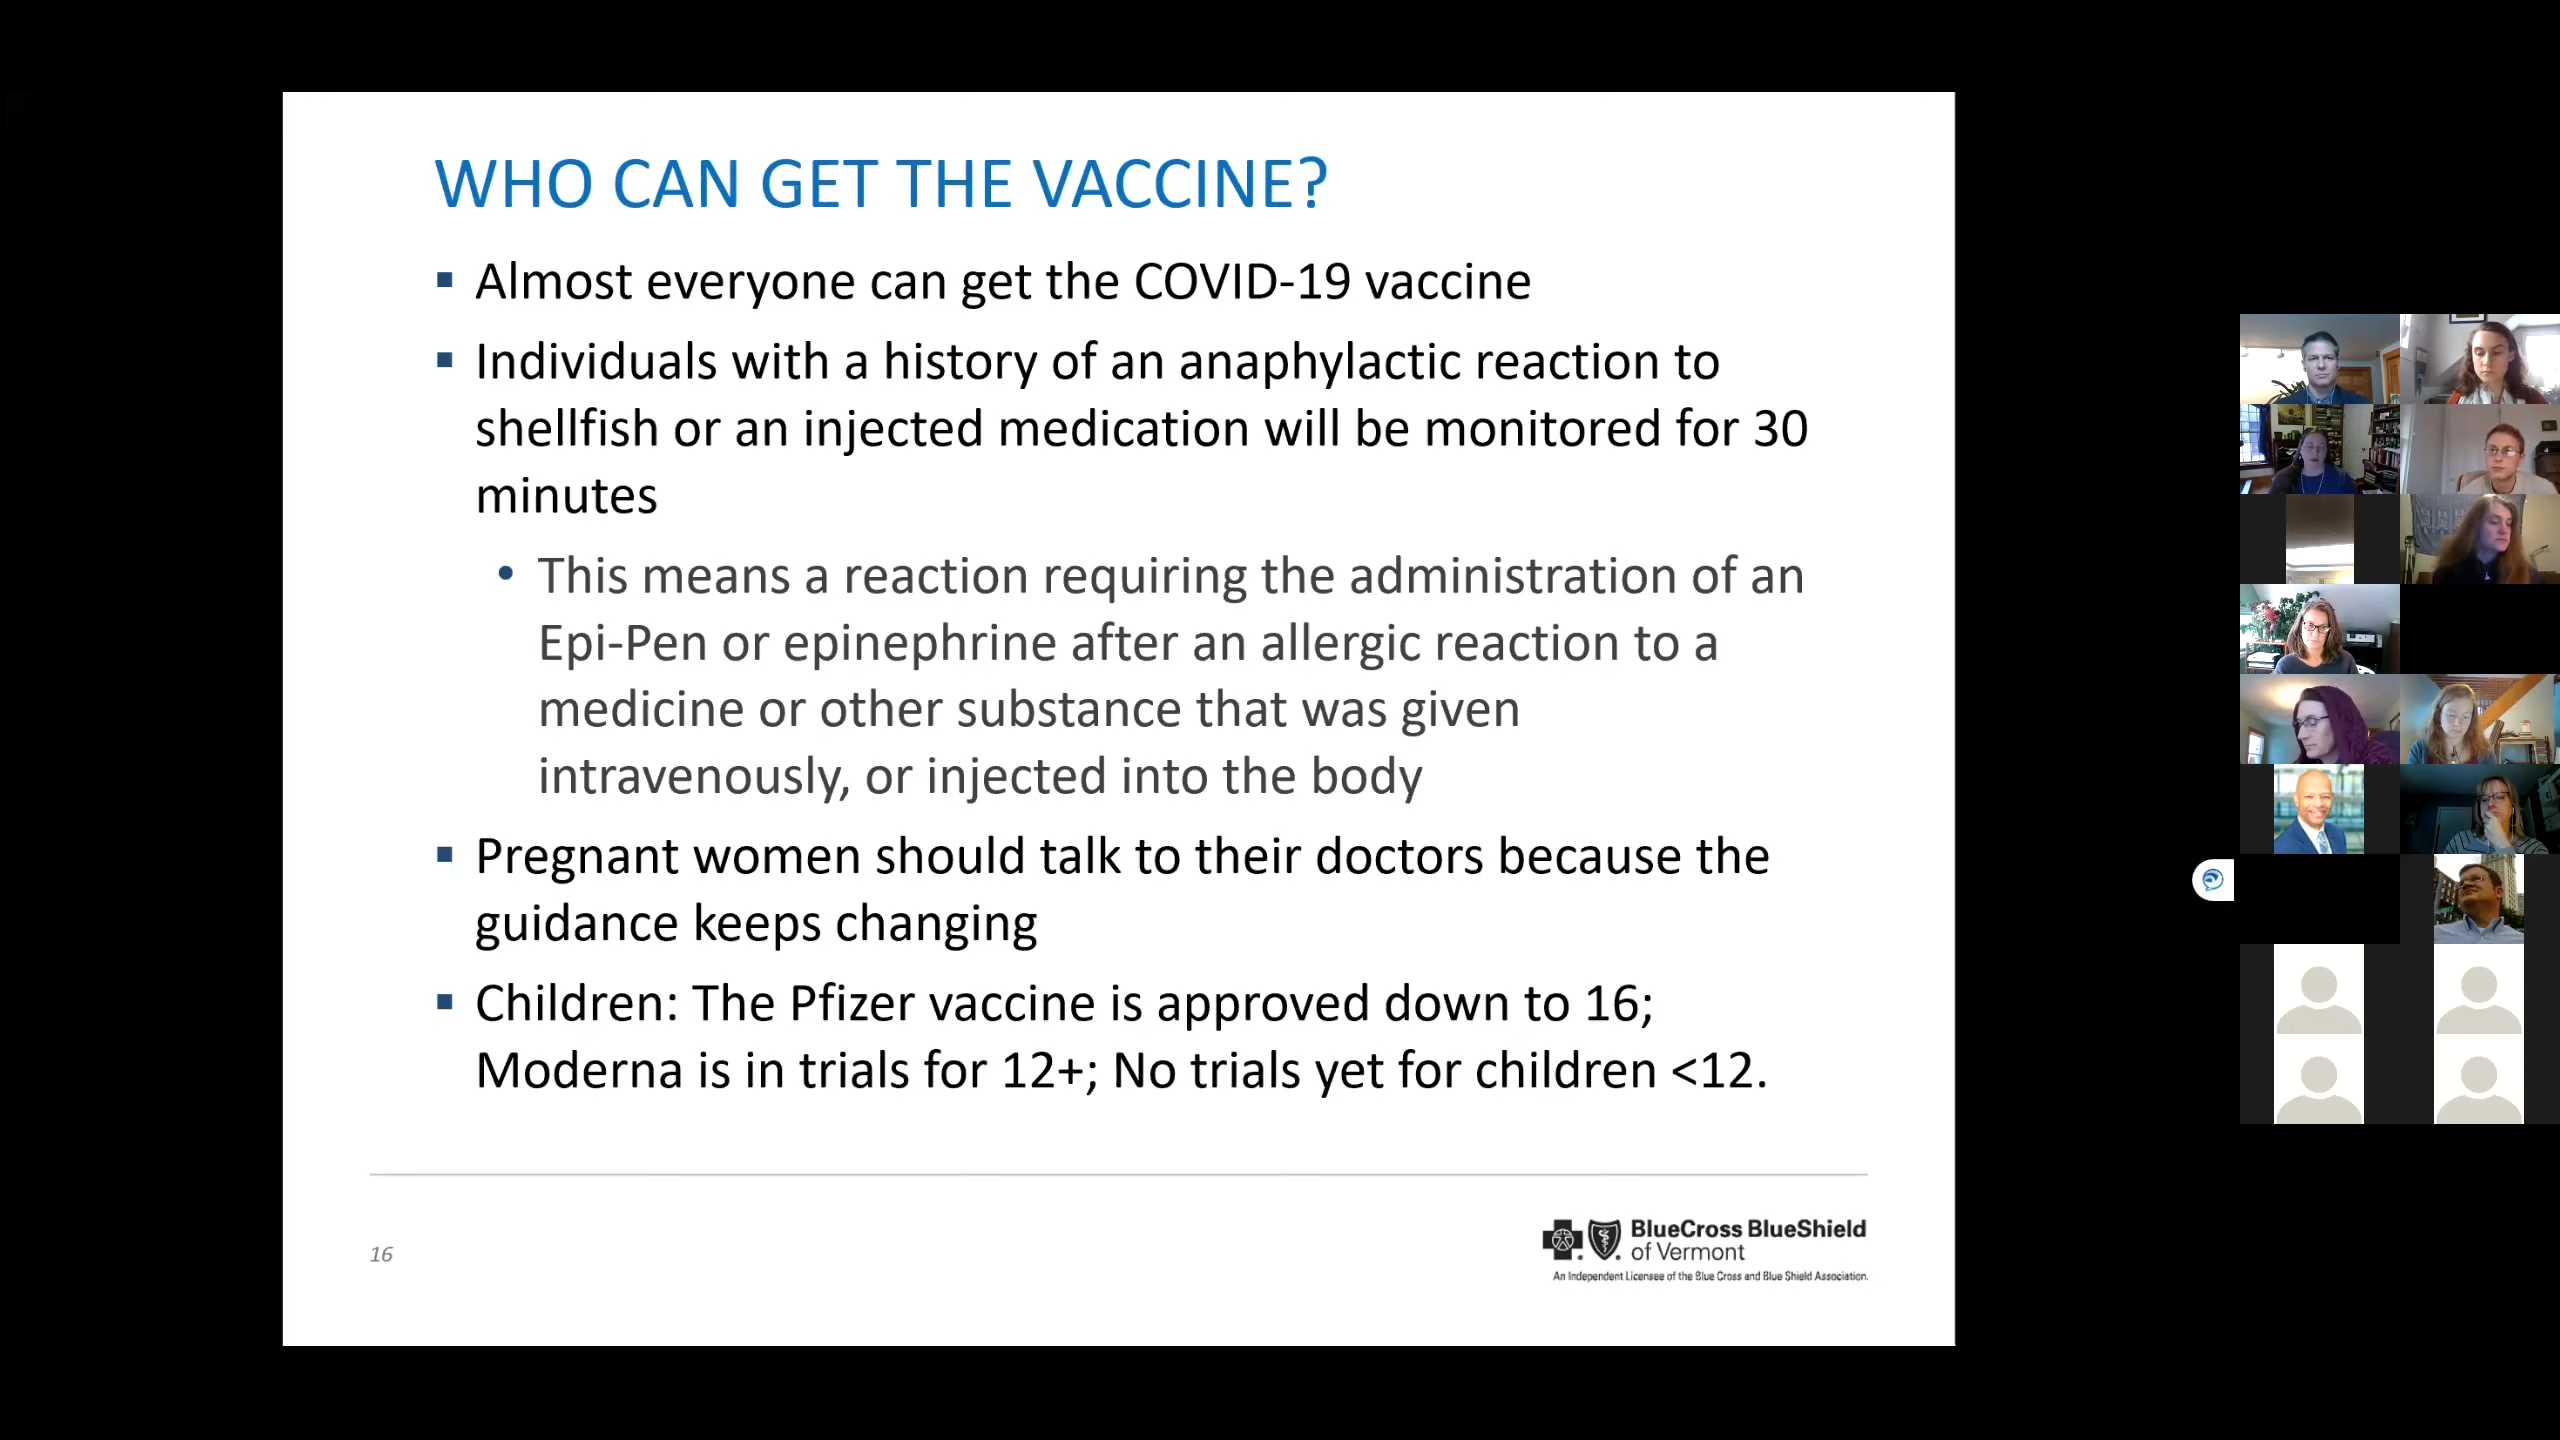 WHO CAN GET THE VACCINE?
▪ Almost everyone can get the COVID-19 vaccine
▪ Individuals with a history of an anaphylactic reaction to
shellfish or an injected medication will be monitored for 30
minutes
• This means a reaction requiring the administration of an
Epi-Pen or epinephrine after an allergic reaction to a
medicine or other substance that was given
intravenously, or injected into the body
▪ Pregnant women should talk to their doctors because the
guidance keeps changing
▪ Children: The Pfizer vaccine is approved down to 16;
Moderna is in trials for 12+; No trials yet for children <12.
16
BlueCross BlueShield
of Vermont
An Independent Licensee of the Blue Cross and Blue Shield Association.